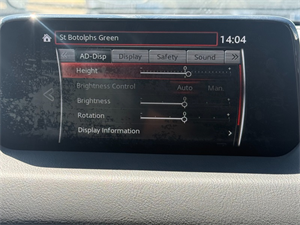 St Botolphs Green
14:04
AD-Disp Display Safety Sound
Height
Brightness Control Auto Man.
Brightness
Rotation
Display Information